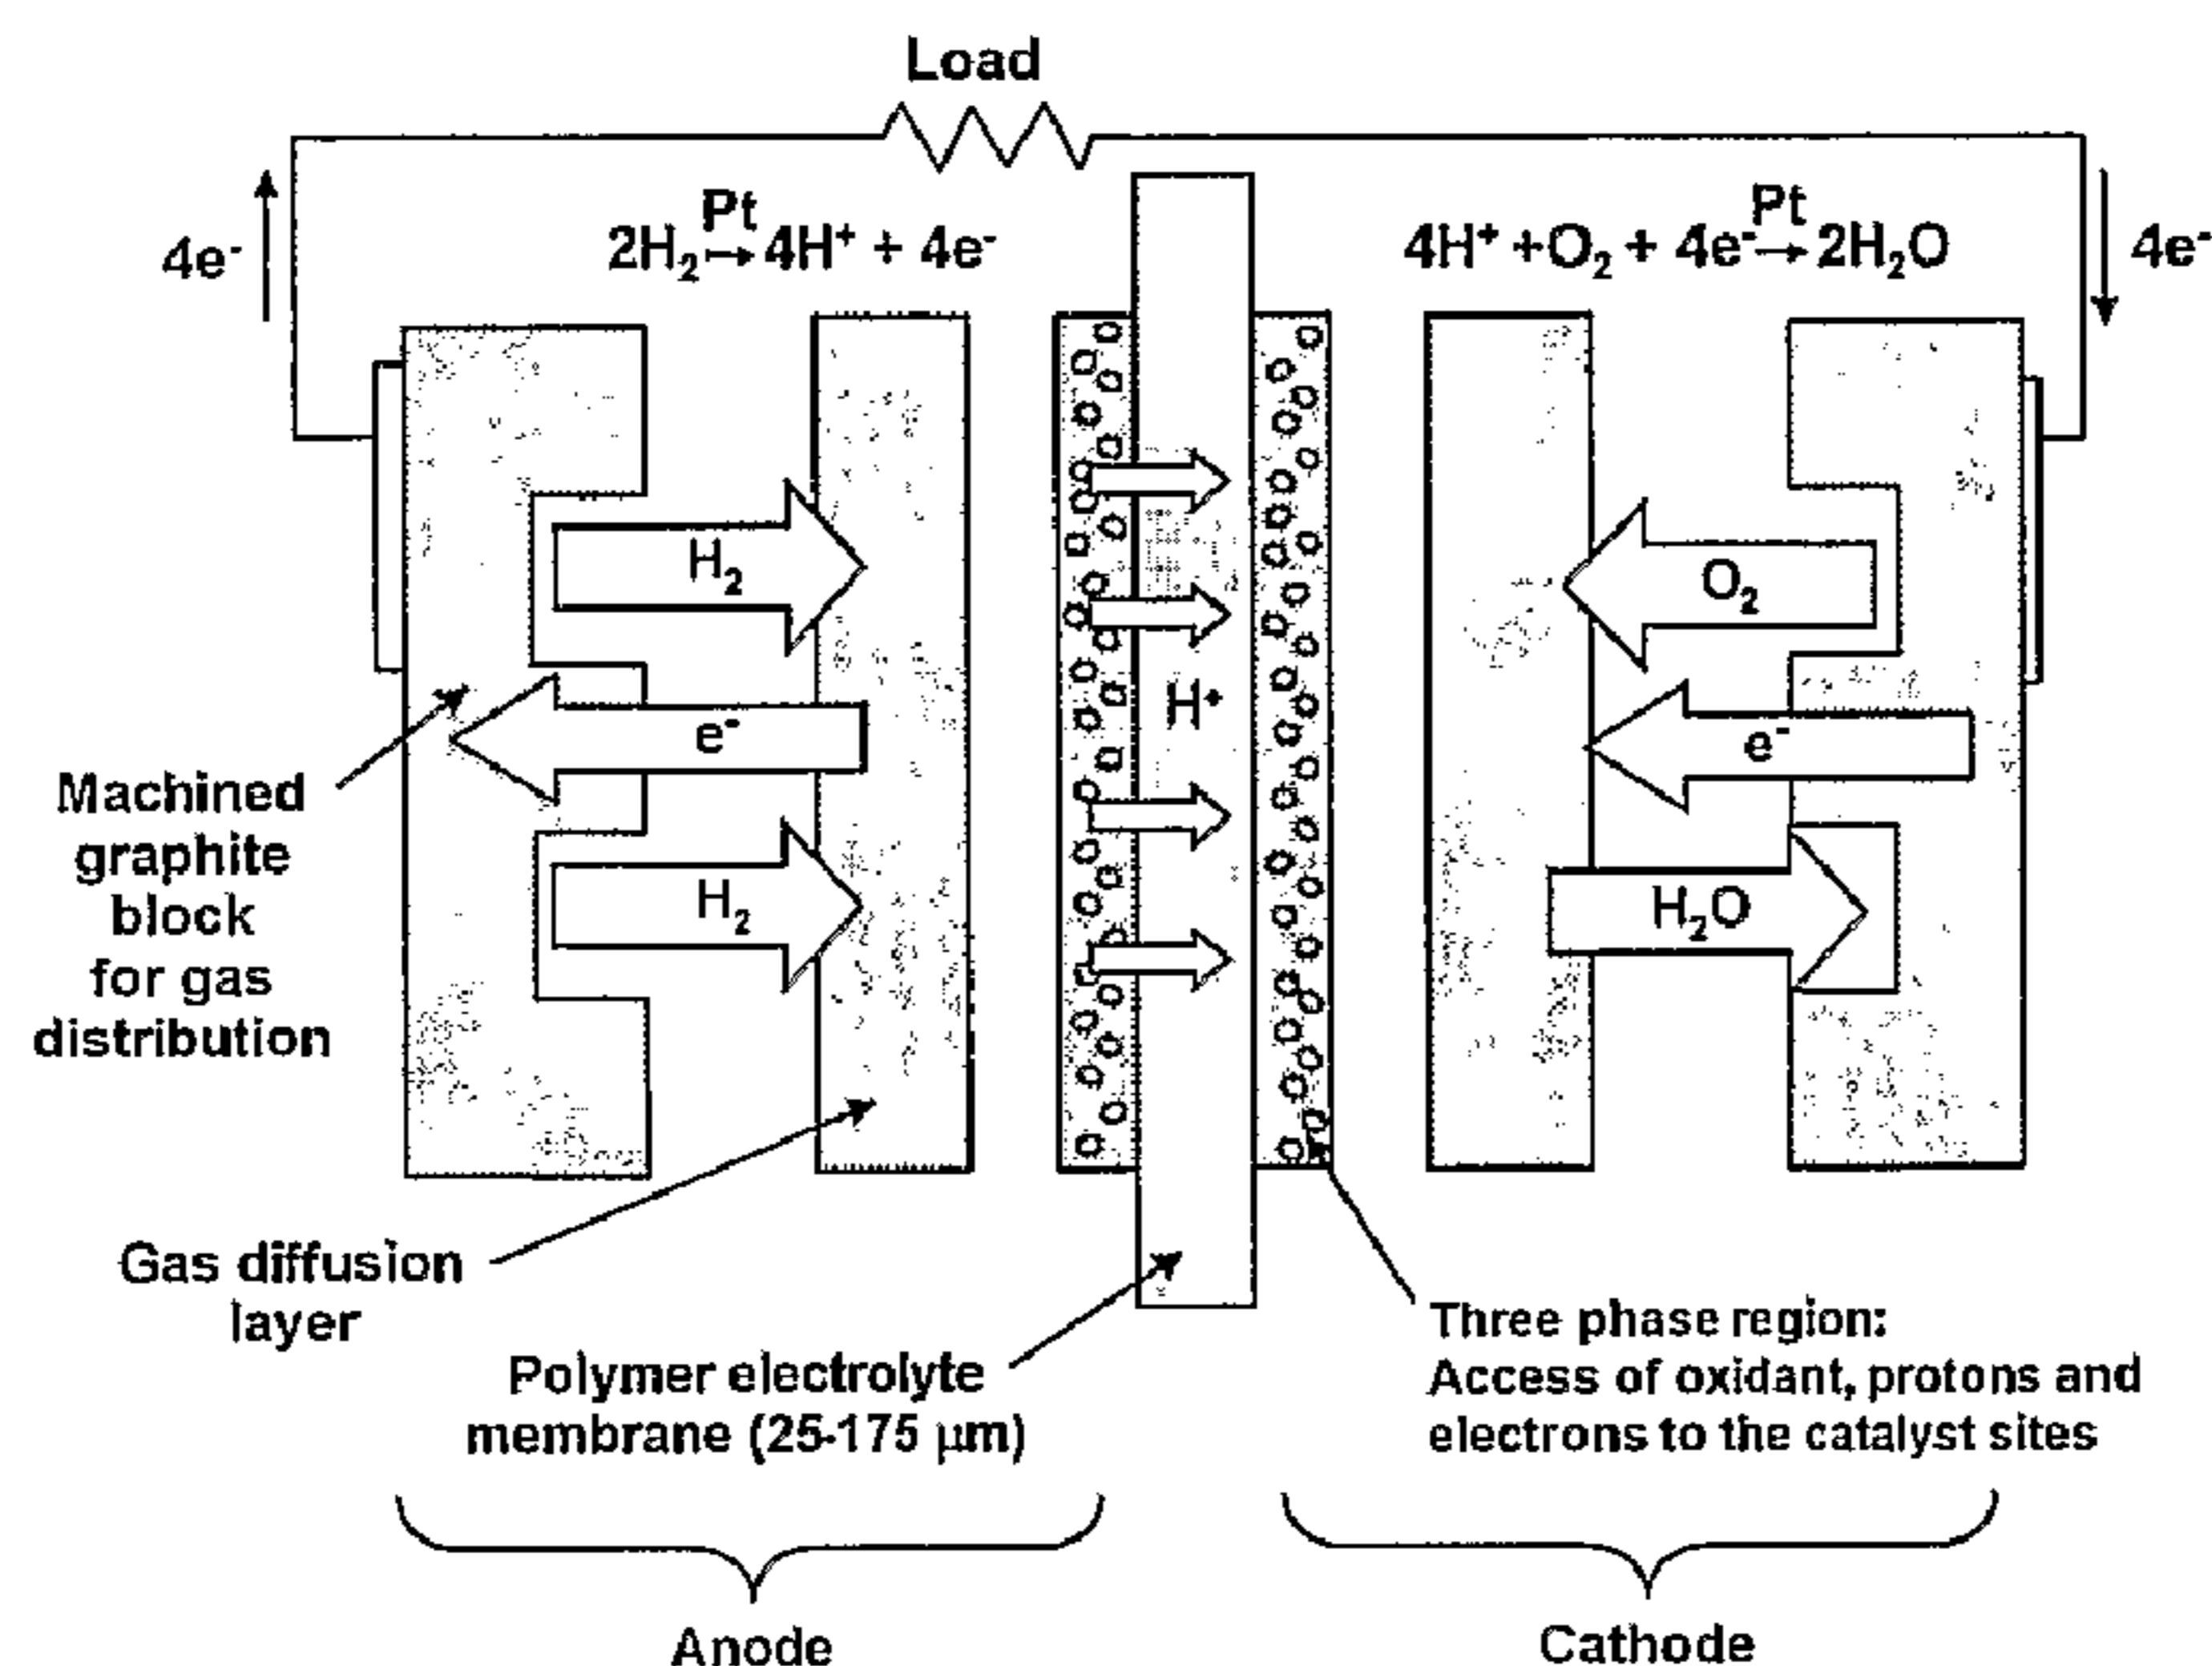 Load
Pt
2H₂ → 4H⁺ + 4e⁻
Pt
4H⁺ +O₂ + 4e⁻ → 2H₂O
4e⁻
4e⁻
H₂
O₂
H⁺
e⁻
e⁻
H₂
H₂O
Machined
graphite
block
for gas
distribution
Gas diffusion
layer
Polymer electrolyte
membrane (25-175 μm)
Three phase region:
Access of oxidant, protons and
electrons to the catalyst sites
Anode
Cathode